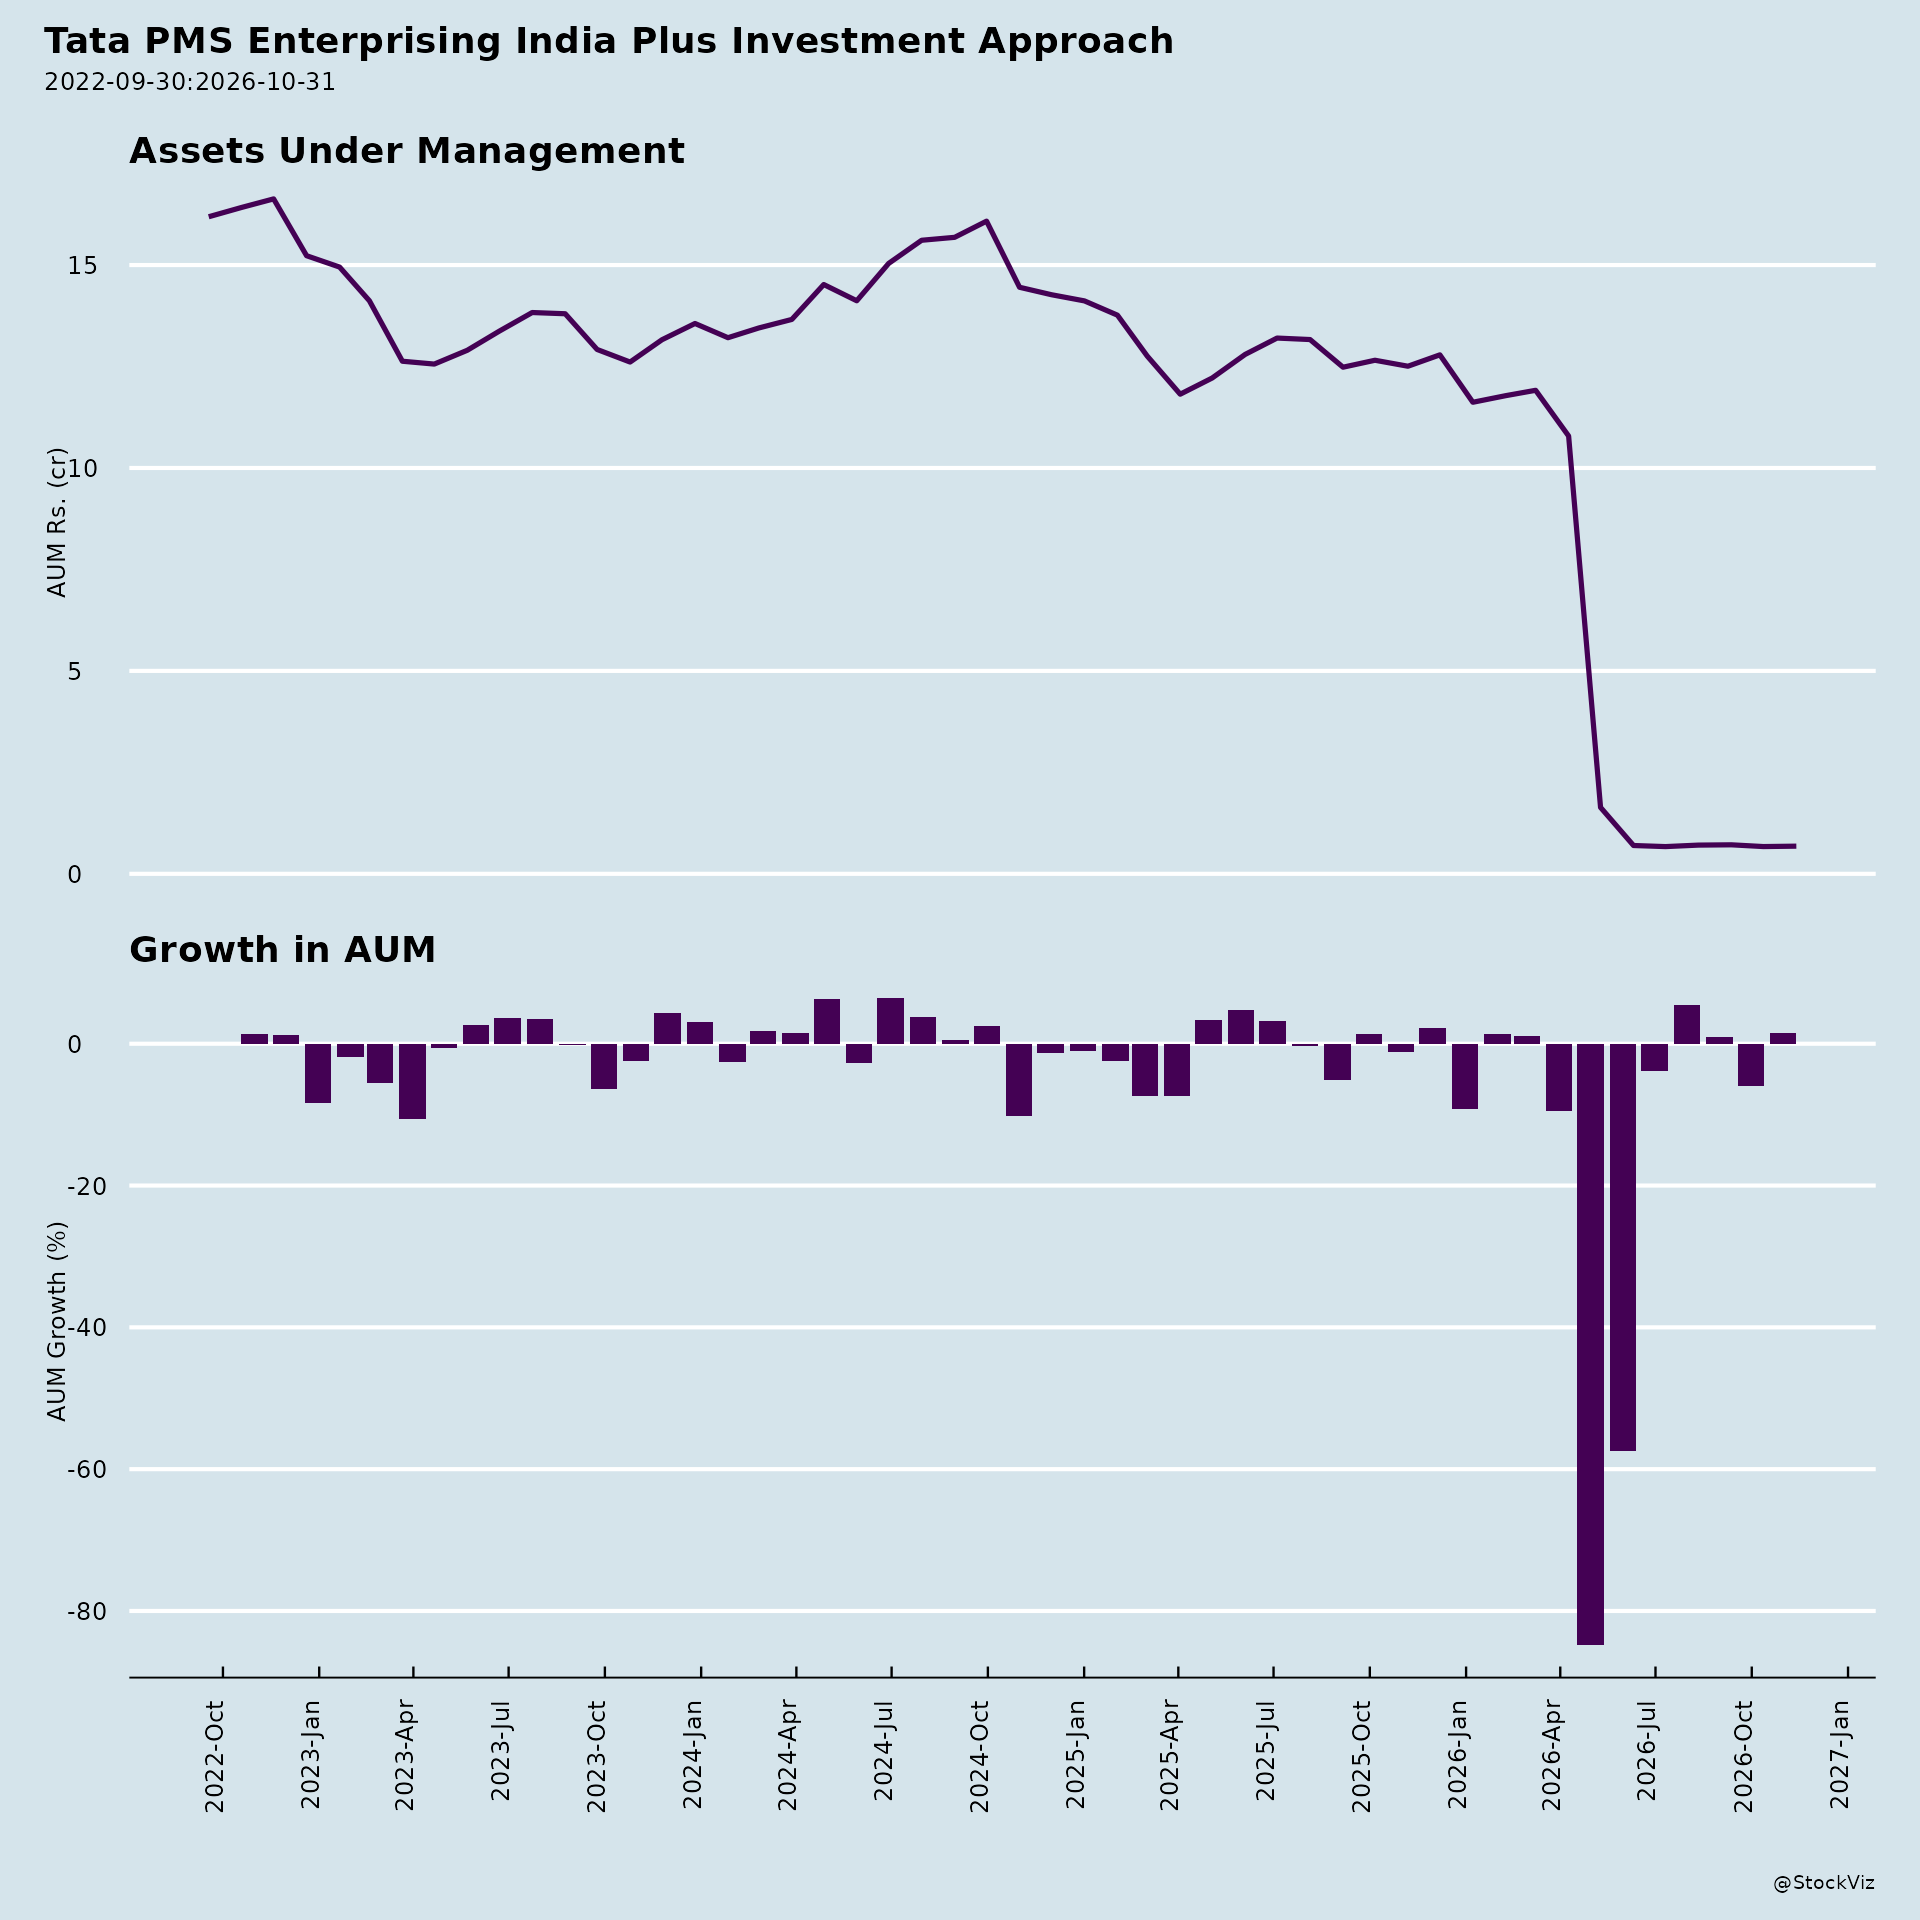 Tata PMS Enterprising India Plus Investment Approach
2022-09-30:2026-10-31
Assets Under Management
AUM Rs. (cr)
15
10
5
0
Growth in AUM
AUM Growth (%)
0
-20
-40
-60
-80
2022-Oct
2023-Jan
2023-Apr
2023-Jul
2023-Oct
2024-Jan
2024-Apr
2024-Jul
2024-Oct
2025-Jan
2025-Apr
2025-Jul
2025-Oct
2026-Jan
2026-Apr
2026-Jul
2026-Oct
2027-Jan
@StockViz